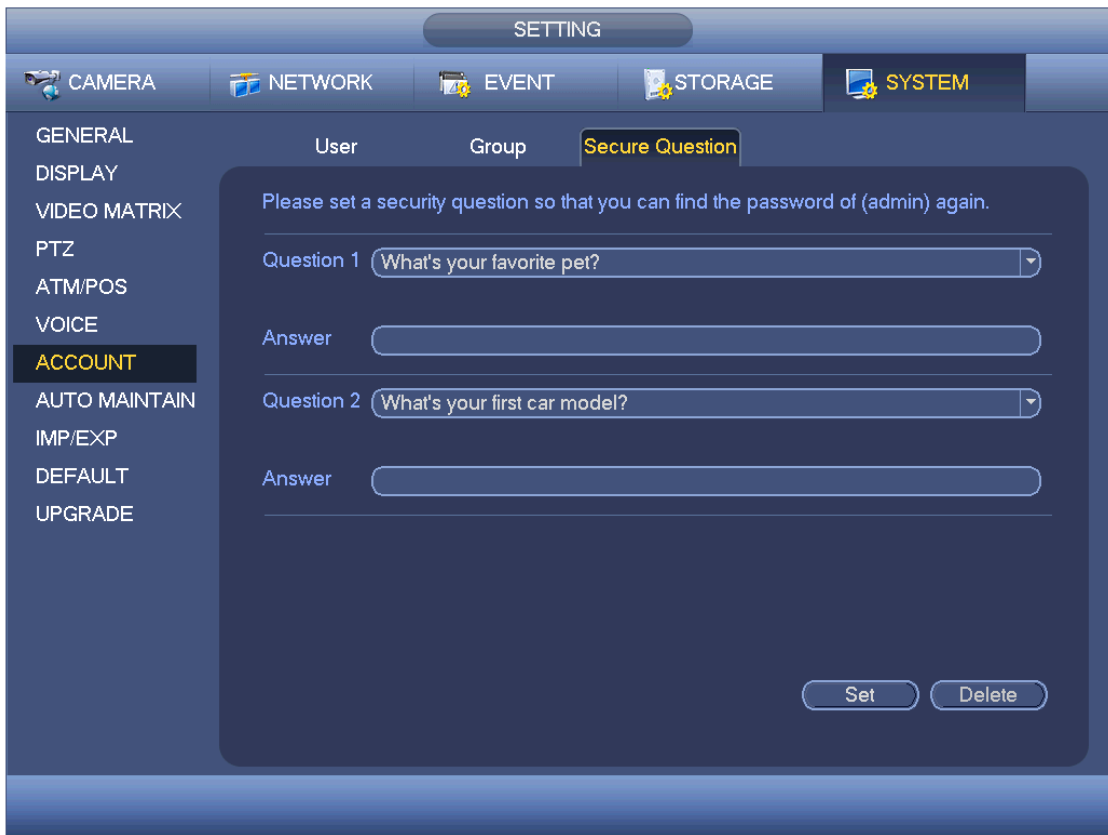 SETTING
CAMERA NETWORK EVENT STORAGE SYSTEM
GENERAL
DISPLAY
VIDEO MATRIX
PTZ
ATM/POS
VOICE
ACCOUNT
AUTO MAINTAIN
IMP/EXP
DEFAULT
UPGRADE
User Group Secure Question
Please set a security question so that you can find the password of (admin) again.
Question 1 What's your favorite pet?
Answer
Question 2 What's your first car model?
Answer
Set Delete